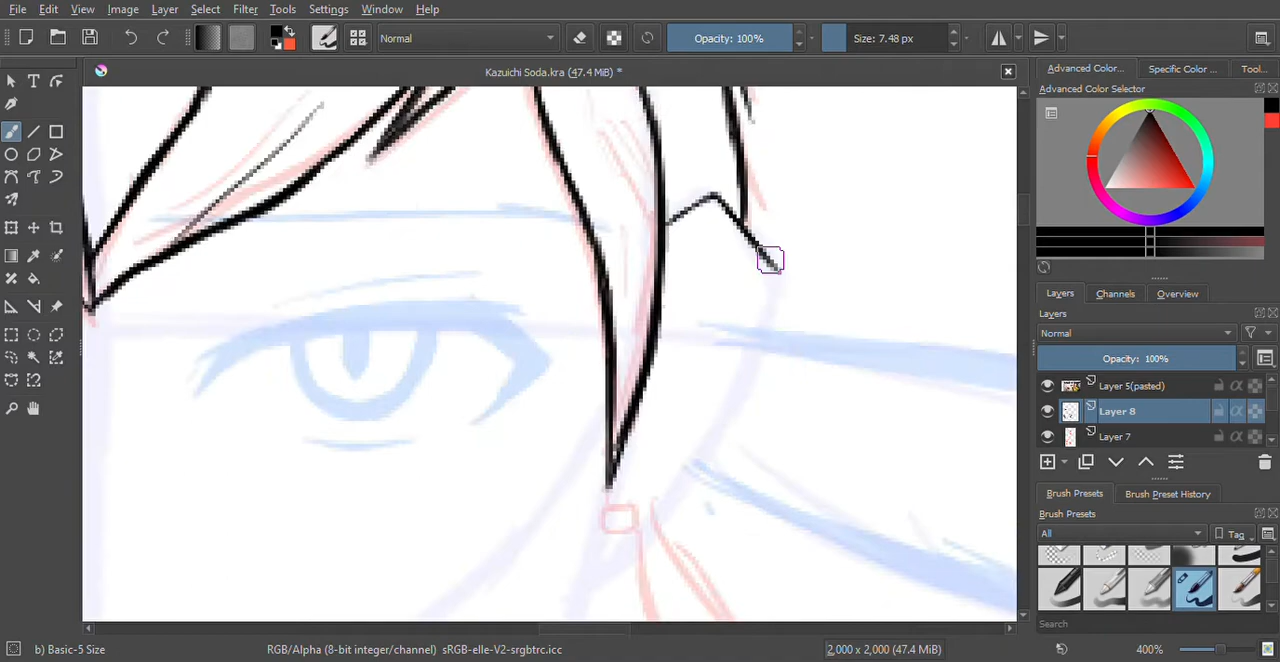 File Edit View Image Layer Select Filter Tools Settings Window Help
Normal Opacity: 100% Size: 7.48 px
Kazuichi Soda.kra (47.4 MiB) *
Advanced Color... Specific Color ... Tool...
Advanced Color Selector
Layers Channels Overview
Layers
Normal
Opacity: 100%
Layer 5(pasted)
Layer 8
Layer 7
Brush Presets Brush Preset History
Brush Presets
All Tag
Search
b) Basic-5 Size RGB/Alpha (8-bit integer/channel) sRGB-elle-V2-srgbtrc.icc 2,000 x 2,000 (47.4 MiB) 400%